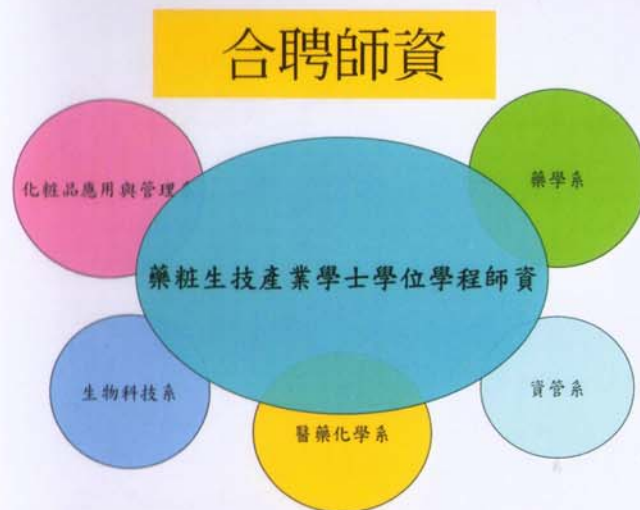 合聘師資
化粧品應用與管理系
藥學系
藥粧生技產業學士學位學程師資
生物科技系
資管系
醫藥化學系